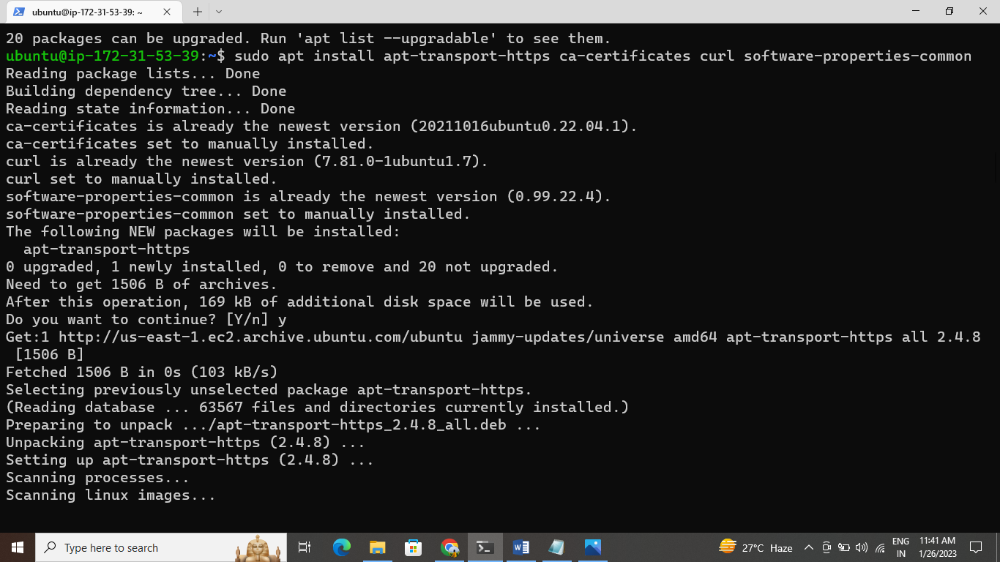 ubuntu@ip-172-31-53-39: ~
20 packages can be upgraded. Run 'apt list --upgradable' to see them.
ubuntu@ip-172-31-53-39:~$ sudo apt install apt-transport-https ca-certificates curl software-properties-common
Reading package lists... Done
Building dependency tree... Done
Reading state information... Done
ca-certificates is already the newest version (20211016ubuntu0.22.04.1).
ca-certificates set to manually installed.
curl is already the newest version (7.81.0-1ubuntu1.7).
curl set to manually installed.
software-properties-common is already the newest version (0.99.22.4).
software-properties-common set to manually installed.
The following NEW packages will be installed:
  apt-transport-https
0 upgraded, 1 newly installed, 0 to remove and 20 not upgraded.
Need to get 1506 B of archives.
After this operation, 169 kB of additional disk space will be used.
Do you want to continue? [Y/n] y
Get:1 http://us-east-1.ec2.archive.ubuntu.com/ubuntu jammy-updates/universe amd64 apt-transport-https all 2.4.8
 [1506 B]
Fetched 1506 B in 0s (103 kB/s)
Selecting previously unselected package apt-transport-https.
(Reading database ... 63567 files and directories currently installed.)
Preparing to unpack .../apt-transport-https_2.4.8_all.deb ...
Unpacking apt-transport-https (2.4.8) ...
Setting up apt-transport-https (2.4.8) ...
Scanning processes...
Scanning linux images...
Type here to search
27°C Haze
ENG
IN
11:41 AM
1/26/2023